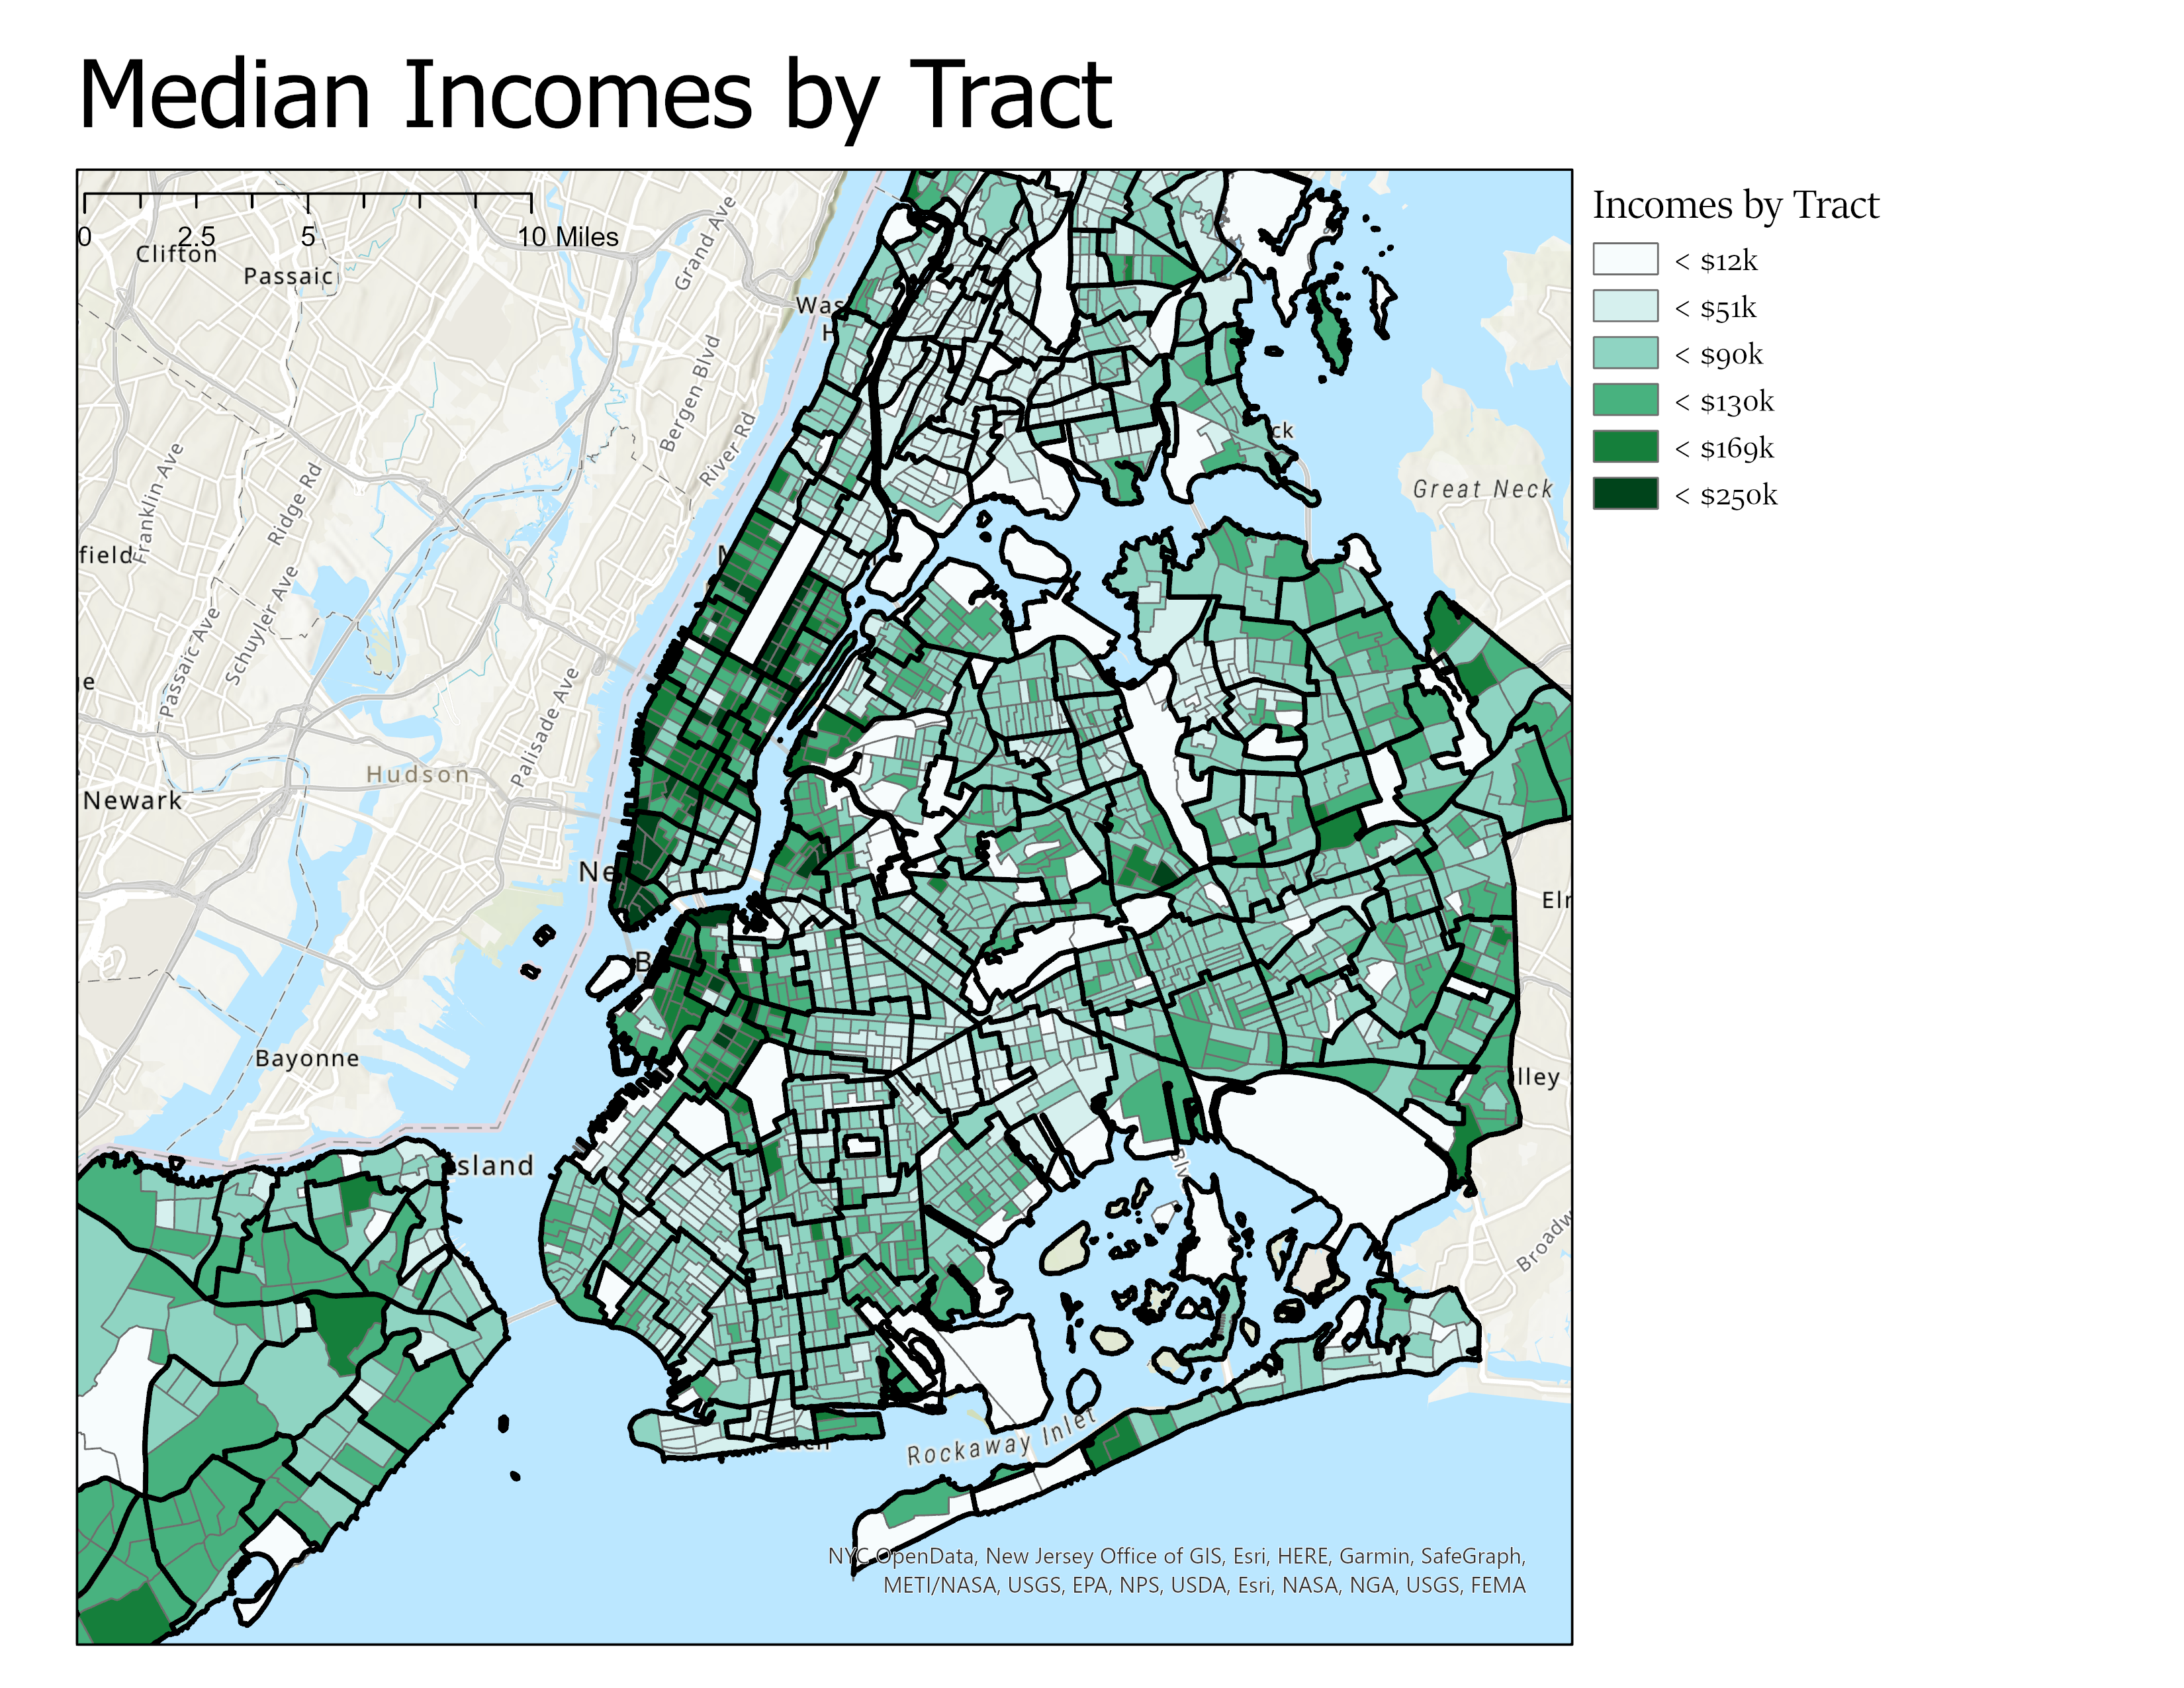 Median Incomes by Tract
0 2.5 5 10 Miles
Incomes by Tract
< $12k
< $51k
< $90k
< $130k
< $169k
< $250k
Clifton
Passaic
Grand Ave
Was
H
Bergen Blvd
River Rd
Franklin Ave
Ridge Rd
ck
Great Neck
field
Schuyler Ave
Passaic Ave
Palisade Ave
Hudson
Newark
Ne
Elr
B
Bayonne
lley
Island
Blv
Broadw
Rockaway Inlet
NYC OpenData, New Jersey Office of GIS, Esri, HERE, Garmin, SafeGraph,
METI/NASA, USGS, EPA, NPS, USDA, Esri, NASA, NGA, USGS, FEMA